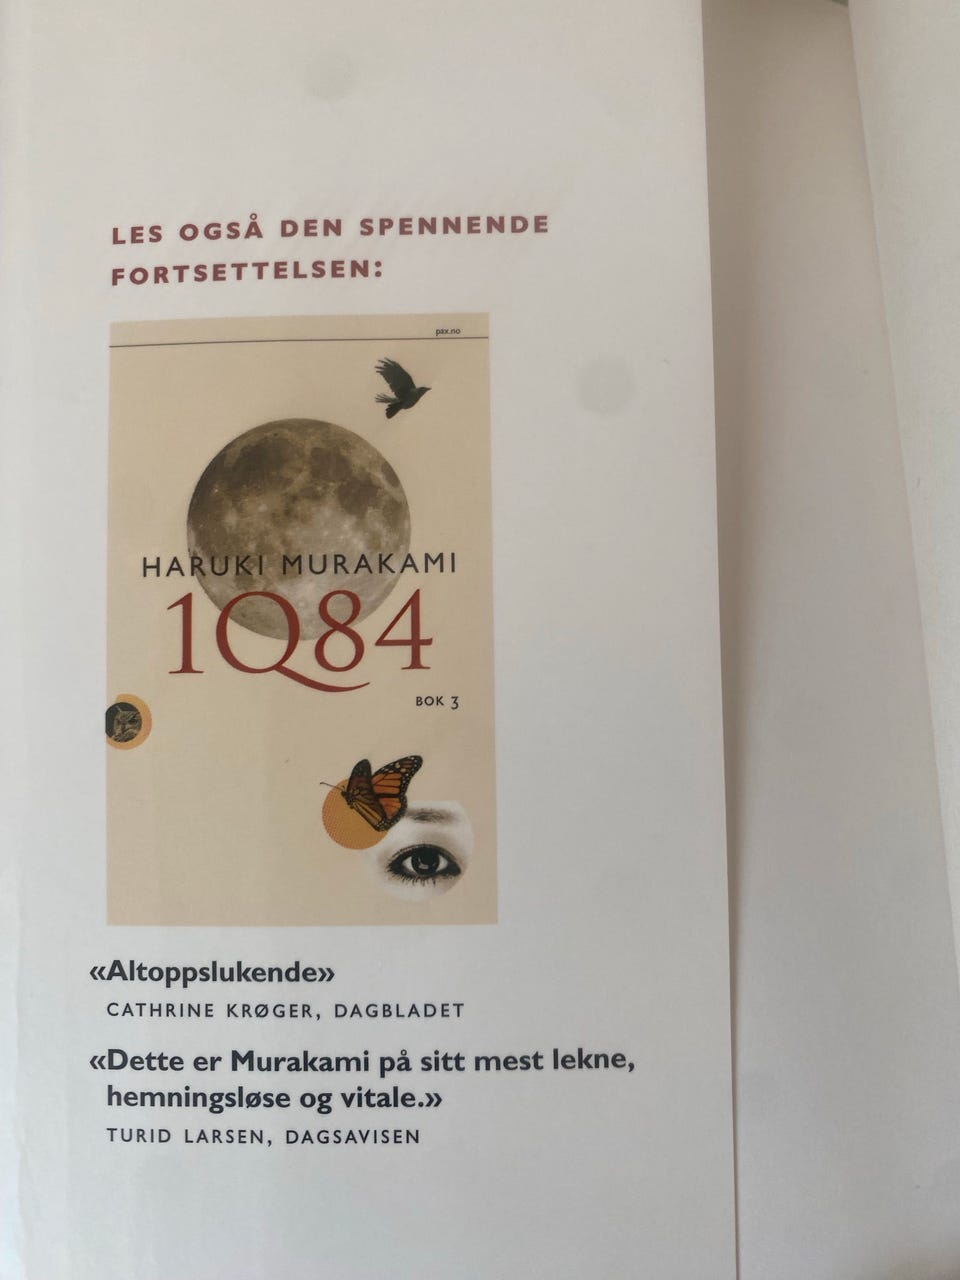 LES OGSÅ DEN SPENNENDE
FORTSETTELSEN:
pax.no
HARUKI MURAKAMI
1Q84
BOK 3
«Altoppslukende»
CATHRINE KRØGER, DAGBLADET
«Dette er Murakami på sitt mest lekne,
hemningsløse og vitale.»
TURID LARSEN, DAGSAVISEN